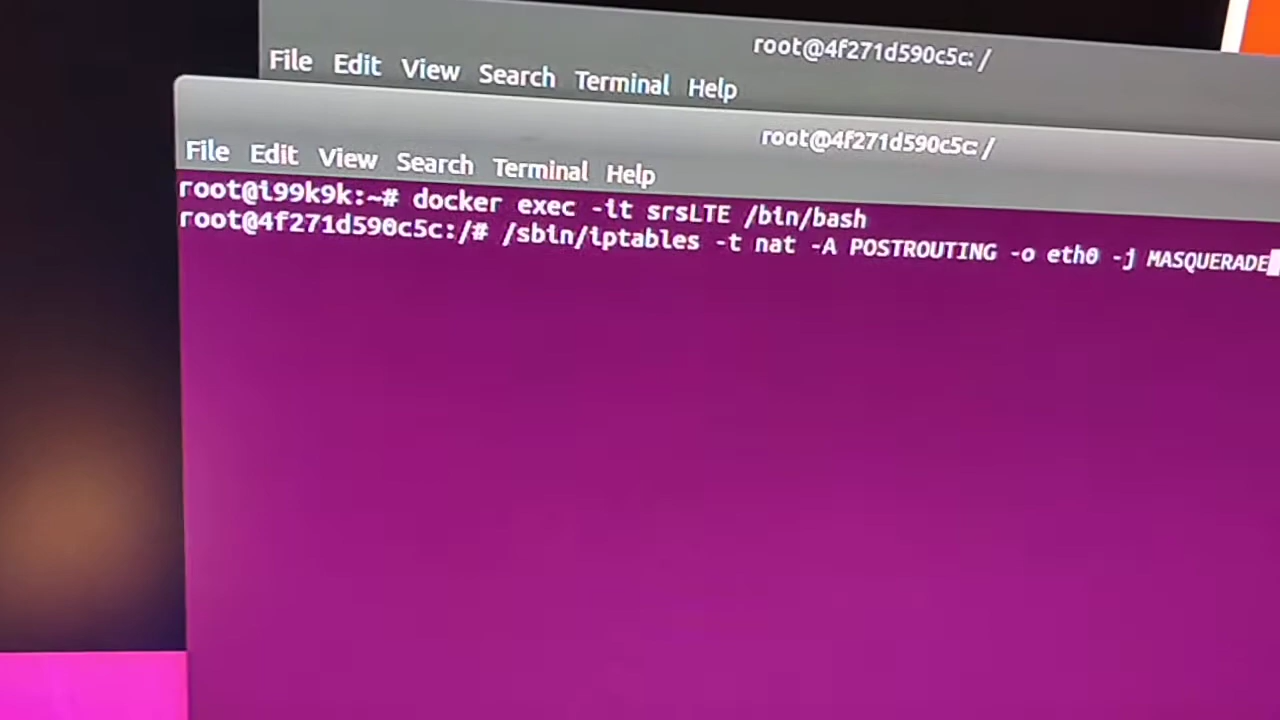 root@4f271d590c5c: /
File Edit View Search Terminal Help
root@4f271d590c5c: /
File Edit View Search Terminal Help
root@i99k9k:~# docker exec -it srsLTE /bin/bash
root@4f271d590c5c:/# /sbin/iptables -t nat -A POSTROUTING -o eth0 -j MASQUERADE